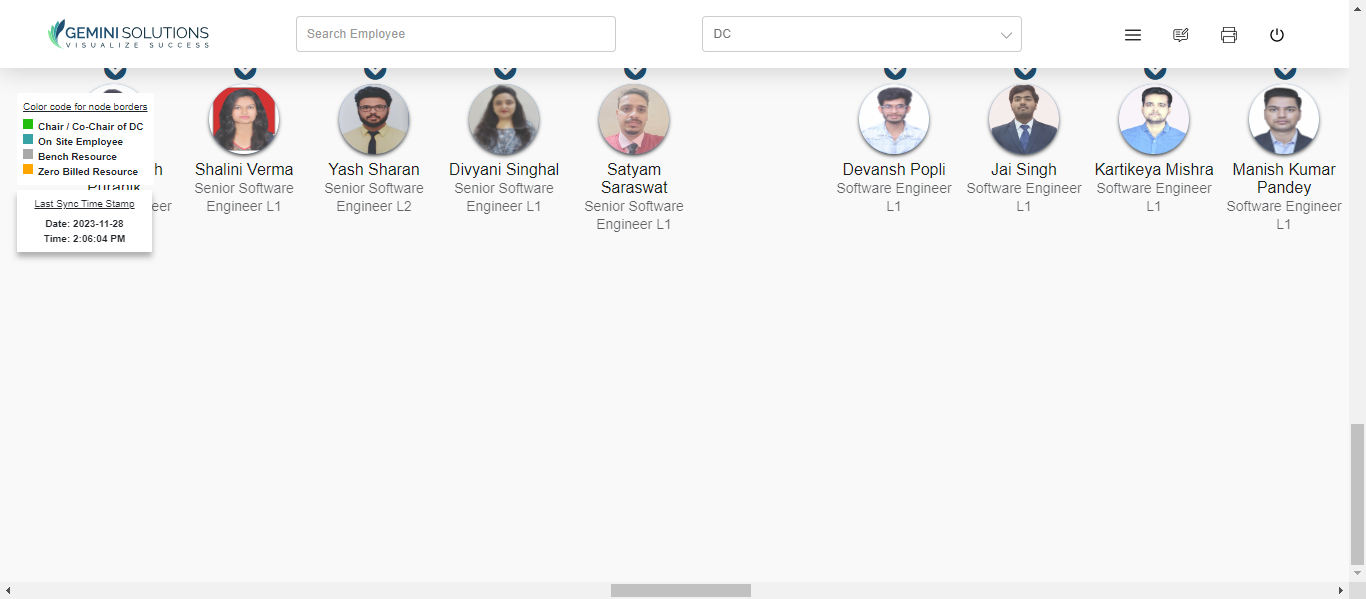 GEMINI SOLUTIONS
VISUALIZE SUCCESS
Search Employee
DC
Color code for node borders
Chair / Co-Chair of DC
On Site Employee
Bench Resource
Zero Billed Resource
Last Sync Time Stamp
Date: 2023-11-28
Time: 2:06:04 PM
Puranik
Shalini Verma
Senior Software
Engineer L1
Yash Sharan
Senior Software
Engineer L2
Divyani Singhal
Senior Software
Engineer L1
Satyam
Saraswat
Senior Software
Engineer L1
Devansh Popli
Software Engineer
L1
Jai Singh
Software Engineer
L1
Kartikeya Mishra
Software Engineer
L1
Manish Kumar
Pandey
Software Engineer
L1